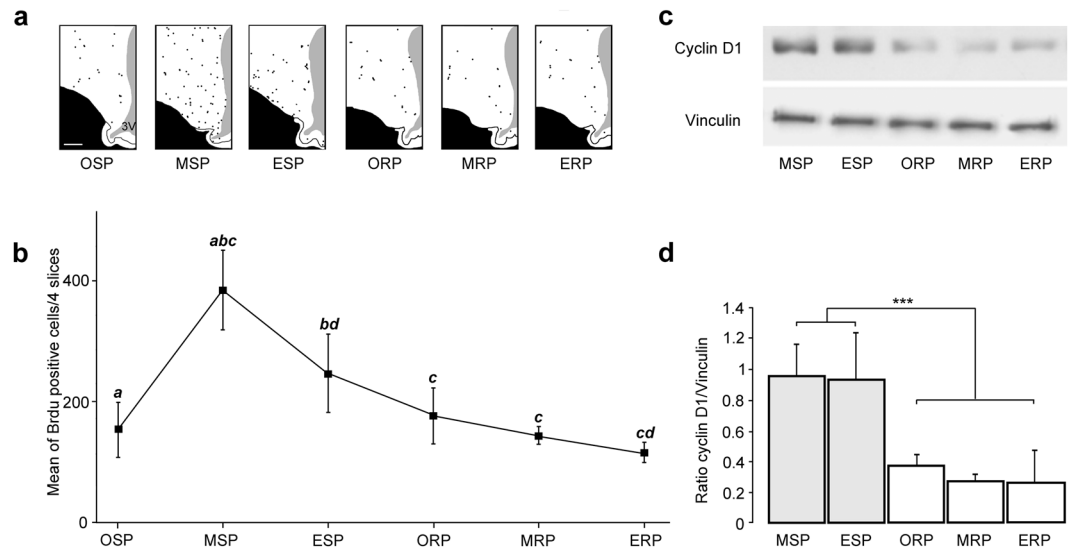 a
3V
OSP MSP ESP ORP MRP ERP
c
Cyclin D1
Vinculin
MSP ESP ORP MRP ERP
b
Mean of Brdu positive cells/4 slices
400
200
0
a
abc
bd
c
c
cd
OSP MSP ESP ORP MRP ERP
d
Ratio cyclin D1/Vinculin
1.4
1.2
1
0.8
0.6
0.4
0.2
0
***
MSP ESP ORP MRP ERP